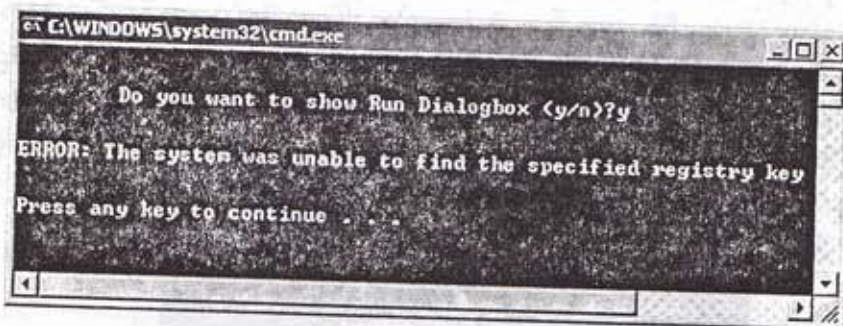 C:\WINDOWS\system32\cmd.exe
Do you want to show Run Dialogbox (y/n)?y
ERROR: The system was unable to find the specified registry key
Press any key to continue . . .